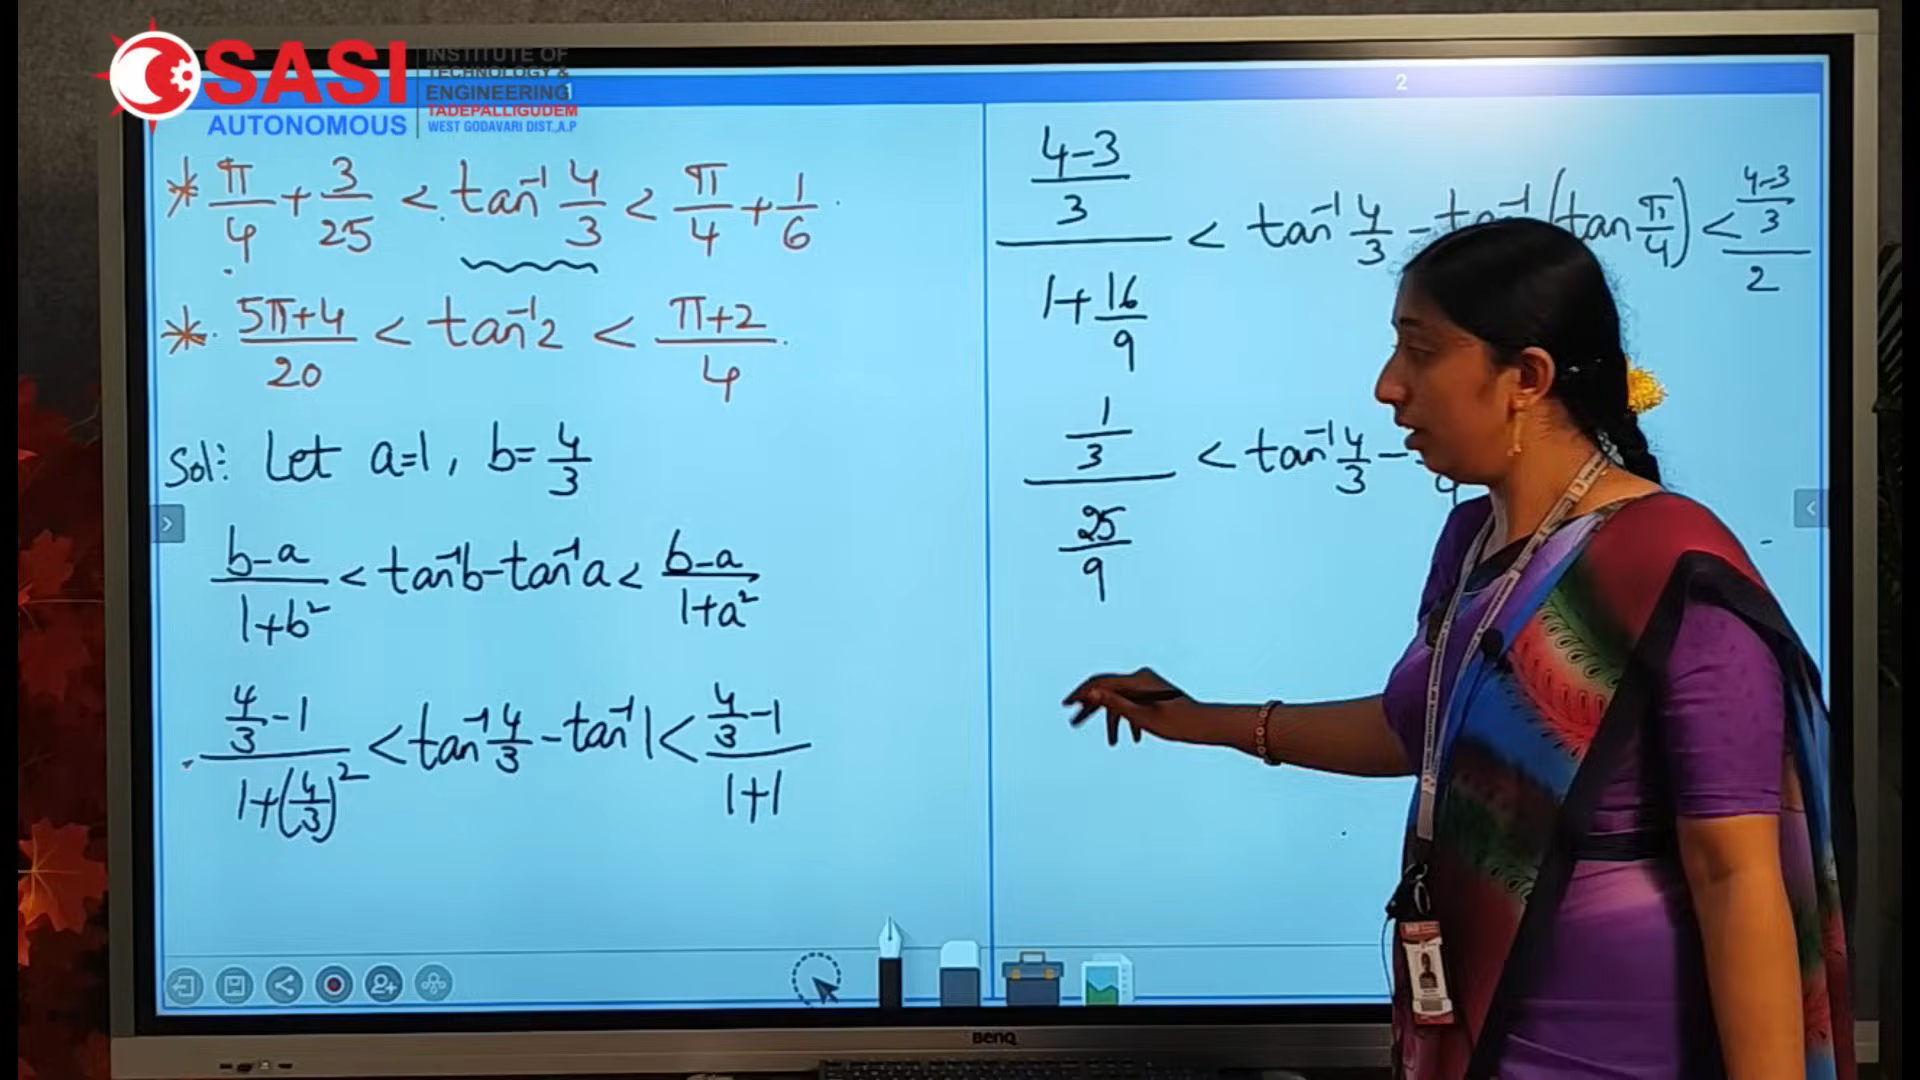 SASI
AUTONOMOUS
INSTITUTE OF
TECHNOLOGY &
ENGINEERING
TADEPALLIGUDEM
WEST GODAVARI DIST.,A.P
* π/4 + 3/25 < tan⁻¹ 4/3 < π/4 + 1/6
* (5π+4)/20 < tan⁻¹2 < (π+2)/4
Sol: Let a=1, b=4/3
(b-a)/(1+b²) < tan⁻¹b - tan⁻¹a < (b-a)/(1+a²)
(4/3 - 1)/(1+(4/3)²) < tan⁻¹ 4/3 - tan⁻¹1 < (4/3 - 1)/(1+1)
2
((4-3)/3)/(1+16/9) < tan⁻¹ 4/3 - tan⁻¹(tan π/4) < ((4-3)/3)/2
(1/3)/(25/9) < tan⁻¹ 4/3 -
BenQ